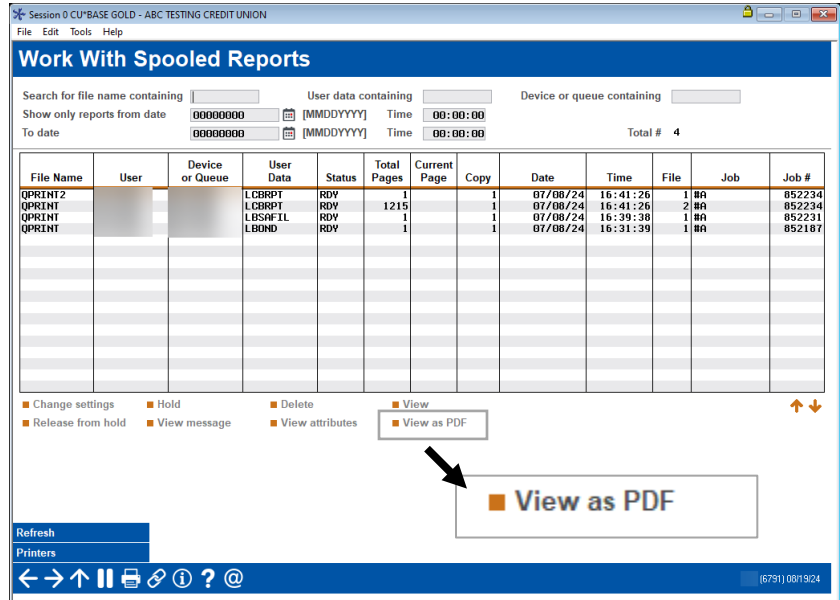 Session 0 CU*BASE GOLD - ABC TESTING CREDIT UNION
File Edit Tools Help
Work With Spooled Reports
Search for file name containing User data containing Device or queue containing
Show only reports from date 00000000 [MMDDYYYY] Time 00:00:00
To date 00000000 [MMDDYYYY] Time 00:00:00 Total # 4
File Name User Device or Queue User Data Status Total Pages Current Page Copy Date Time File Job Job #
QPRINT2 LCBRPT RDY 1 1 07/08/24 16:41:26 1 #A 852234
QPRINT LCBRPT RDY 1215 1 07/08/24 16:41:26 2 #A 852234
QPRINT LBSAFIL RDY 1 1 07/08/24 16:39:38 1 #A 852231
QPRINT LBOND RDY 1 1 07/08/24 16:31:39 1 #A 852187
Change settings Hold Delete View
Release from hold View message View attributes View as PDF
View as PDF
Refresh
Printers
(6791) 08/19/24